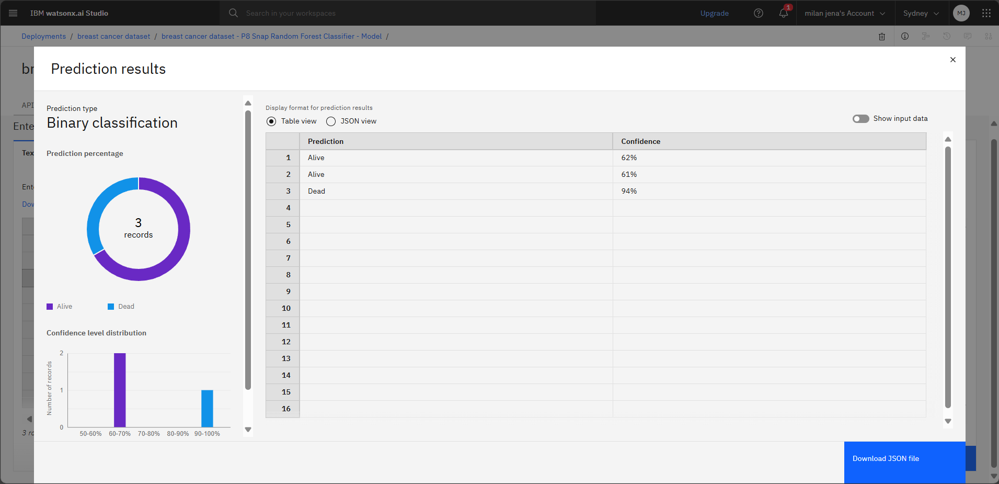 IBM watsonx.ai Studio
Search in your workspaces
Upgrade
1
milan jena's Account
Sydney
MJ
Deployments / breast cancer dataset / breast cancer dataset - P8 Snap Random Forest Classifier - Model /
br
Prediction results
API
Ente
Tex
Ente
Dow
3 ro
Prediction type
Binary classification
Prediction percentage
3
records
Alive
Dead
Confidence level distribution
Number of records
2
1
0
50-60% 60-70% 70-80% 80-90% 90-100%
Display format for prediction results
Table view
JSON view
Show input data
Prediction Confidence
1 Alive 62%
2 Alive 61%
3 Dead 94%
4
5
6
7
8
9
10
11
12
13
14
15
16
Download JSON file